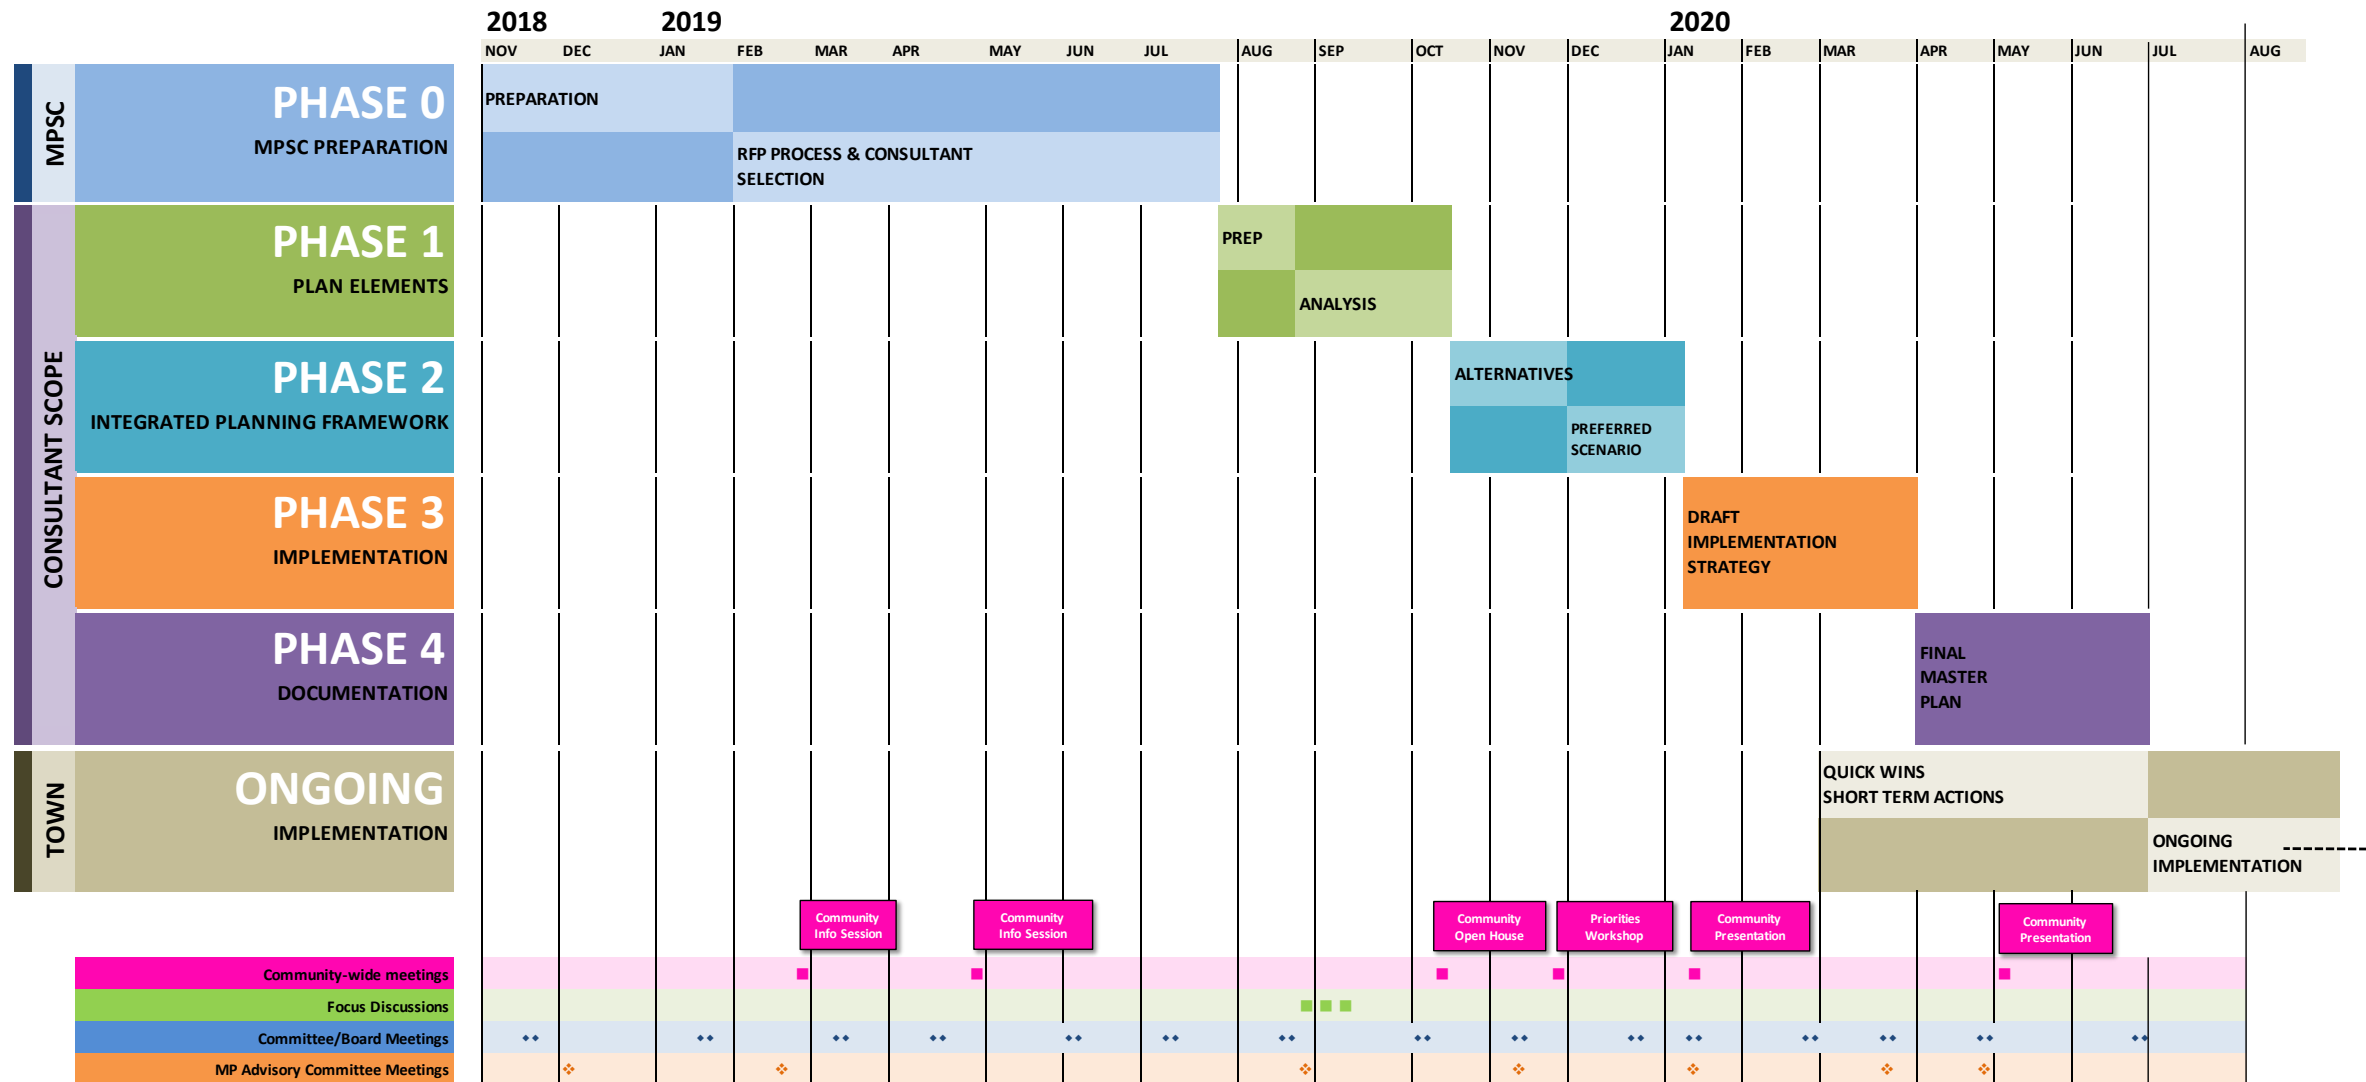 2018 2019 2020
NOV DEC JAN FEB MAR APR MAY JUN JUL AUG SEP OCT NOV DEC JAN FEB MAR APR MAY JUN JUL AUG
MPSC
PHASE 0
MPSC PREPARATION
PREPARATION
RFP PROCESS & CONSULTANT
SELECTION
CONSULTANT SCOPE
PHASE 1
PLAN ELEMENTS
PREP
ANALYSIS
PHASE 2
INTEGRATED PLANNING FRAMEWORK
ALTERNATIVES
PREFERRED
SCENARIO
PHASE 3
IMPLEMENTATION
DRAFT
IMPLEMENTATION
STRATEGY
PHASE 4
DOCUMENTATION
FINAL
MASTER
PLAN
TOWN
ONGOING
IMPLEMENTATION
QUICK WINS
SHORT TERM ACTIONS
ONGOING
IMPLEMENTATION
Community
Info Session
Community
Info Session
Community
Open House
Priorities
Workshop
Community
Presentation
Community
Presentation
Community-wide meetings
Focus Discussions
Committee/Board Meetings
MP Advisory Committee Meetings